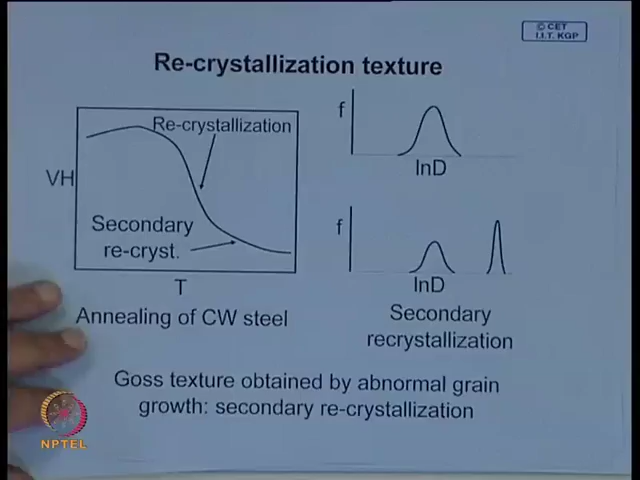 © CET
I.I.T. KGP
Re-crystallization texture
VH
Re-crystallization
Secondary
re-cryst.
T
Annealing of CW steel
f
lnD
f
lnD
Secondary
recrystallization
Goss texture obtained by abnormal grain
growth: secondary re-crystallization
NPTEL